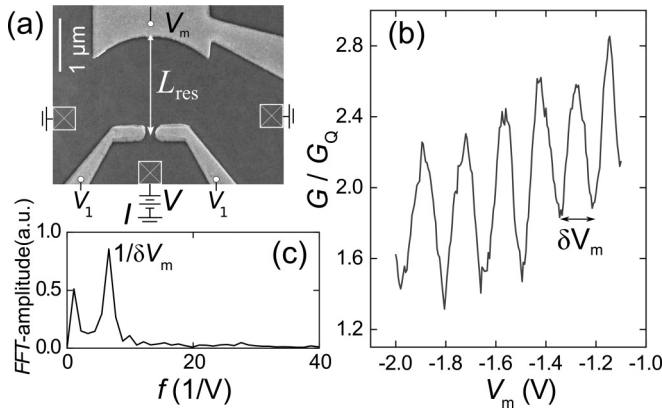 (a)
V_m
1 μm
L_res
V_1
V_1
I
V
(c)
1/δV_m
FFT-amplitude(a.u.)
1.0
0.5
0.0
0 20 40
f (1/V)
(b)
G / G_Q
2.8
2.4
2.0
1.6
1.2
δV_m
-2.0 -1.8 -1.6 -1.4 -1.2 -1.0
V_m (V)